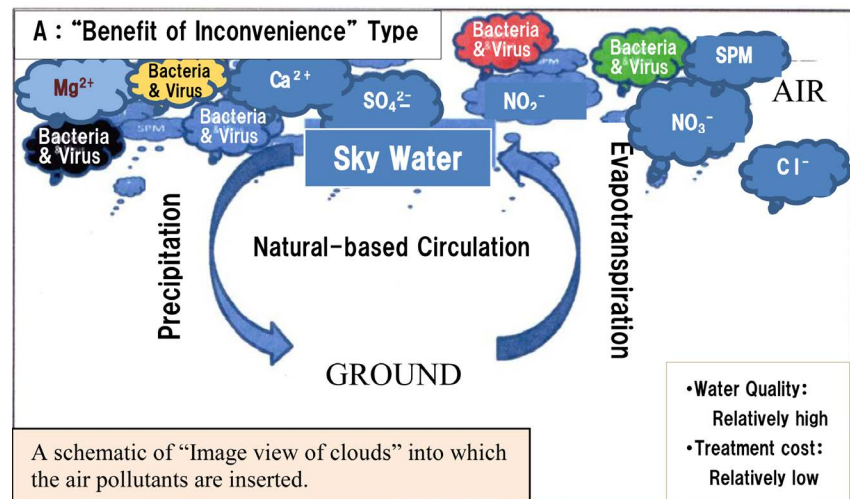 A : “Benefit of Inconvenience” Type
Bacteria
& Virus
Bacteria
& Virus
SPM
Mg²⁺
Bacteria
& Virus
Ca²⁺
SO₄²⁻
NO₂⁻
SPM
AIR
NO₃⁻
Bacteria
& Virus
SPM
Bacteria
& Virus
Sky Water
Cl⁻
Precipitation
Natural-based Circulation
Evapotranspiration
GROUND
•Water Quality:
Relatively high
•Treatment cost:
Relatively low
A schematic of “Image view of clouds” into which
the air pollutants are inserted.